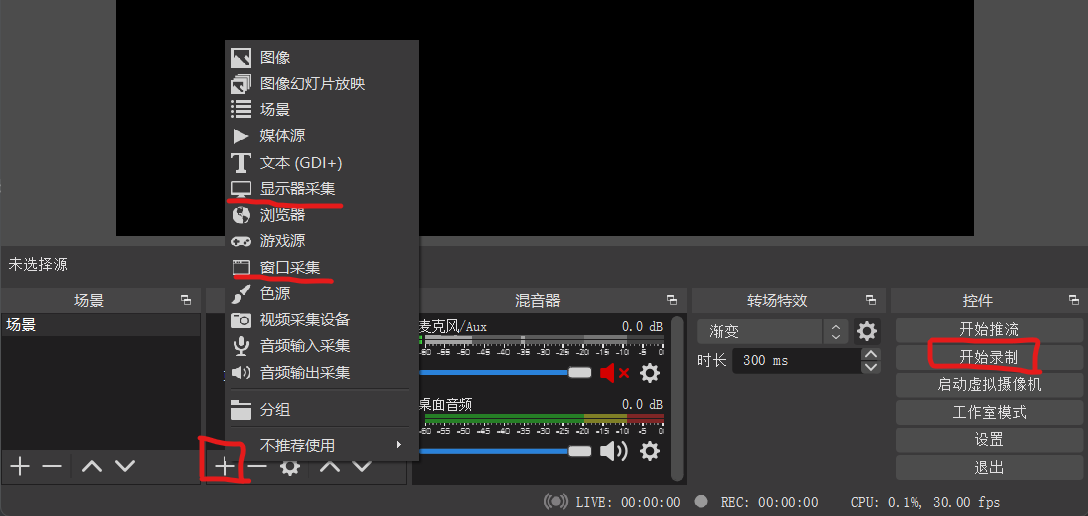 图像
图像幻灯片放映
场景
媒体源
文本 (GDI+)
显示器采集
浏览器
游戏源
窗口采集
色源
视频采集设备
音频输入采集
音频输出采集
分组
不推荐使用
未选择源
场景
场景
混音器
麦克风/Aux 0.0 dB
-60 -55 -50 -45 -40 -35 -30 -25 -20 -15 -10 -5 0
桌面音频 0.0 dB
-60 -55 -50 -45 -40 -35 -30 -25 -20 -15 -10 -5 0
转场特效
渐变
时长 300 ms
控件
开始推流
开始录制
启动虚拟摄像机
工作室模式
设置
退出
LIVE: 00:00:00 REC: 00:00:00 CPU: 0.1%, 30.00 fps